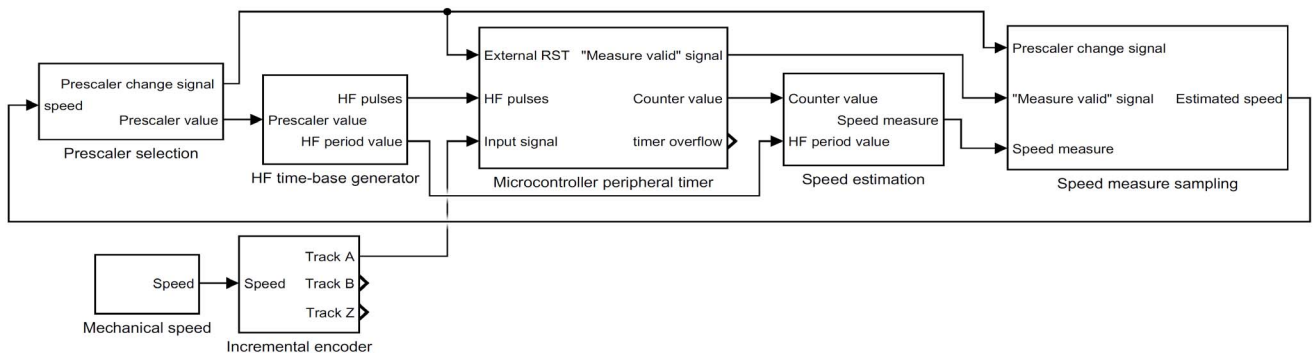 Prescaler change signal
speed
Prescaler value
Prescaler selection
HF pulses
Prescaler value
HF period value
HF time-base generator
External RST
"Measure valid" signal
HF pulses
Counter value
Input signal
timer overflow
Microcontroller peripheral timer
Counter value
Speed measure
HF period value
Speed estimation
Prescaler change signal
"Measure valid" signal
Estimated speed
Speed measure
Speed measure sampling
Speed
Mechanical speed
Track A
Speed
Track B
Track Z
Incremental encoder